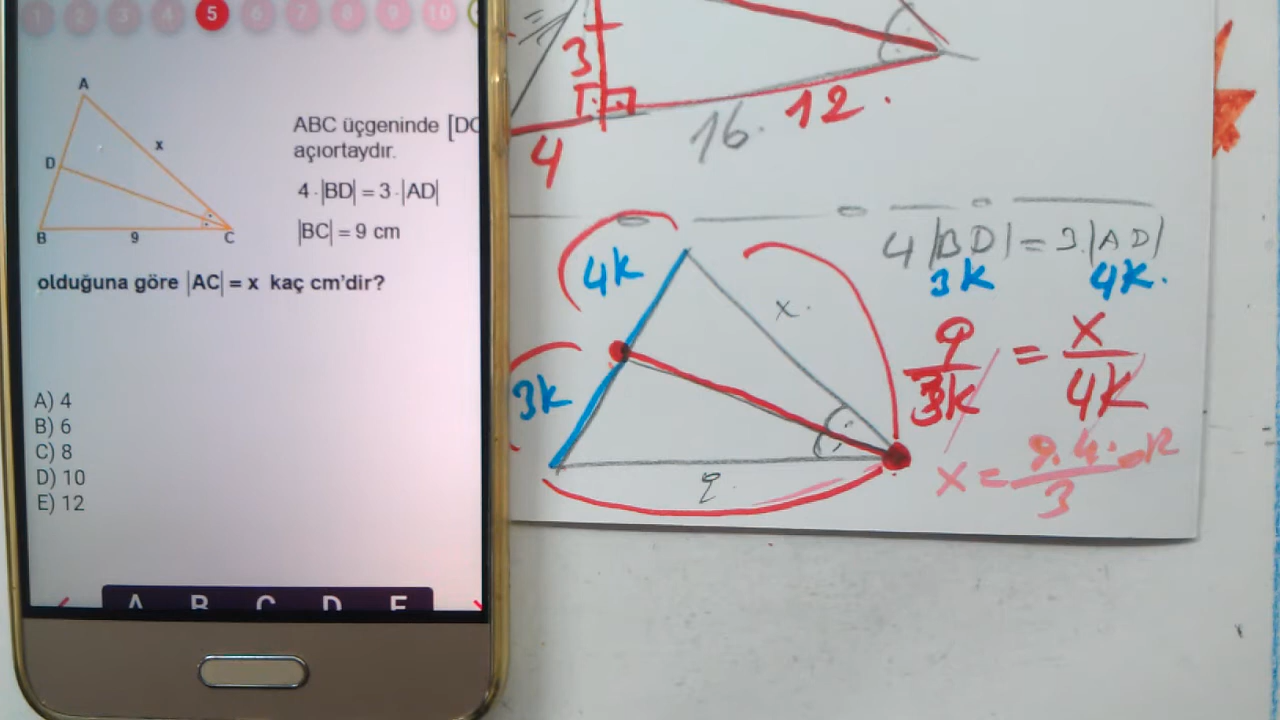 1 2 3 4 5 6 7 8 9 10
A
D
x
B
9
C
ABC üçgeninde [DC
açıortaydır.
4·|BD| = 3·|AD|
|BC| = 9 cm
olduğuna göre |AC| = x kaç cm'dir?
A) 4
B) 6
C) 8
D) 10
E) 12
A B C D E
3
4
16. 12.
4|BD| = 3.|AD|
3k 4k.
4k
x.
3k
9.
9/3k = x/4k
x = 9.4/3 = 12